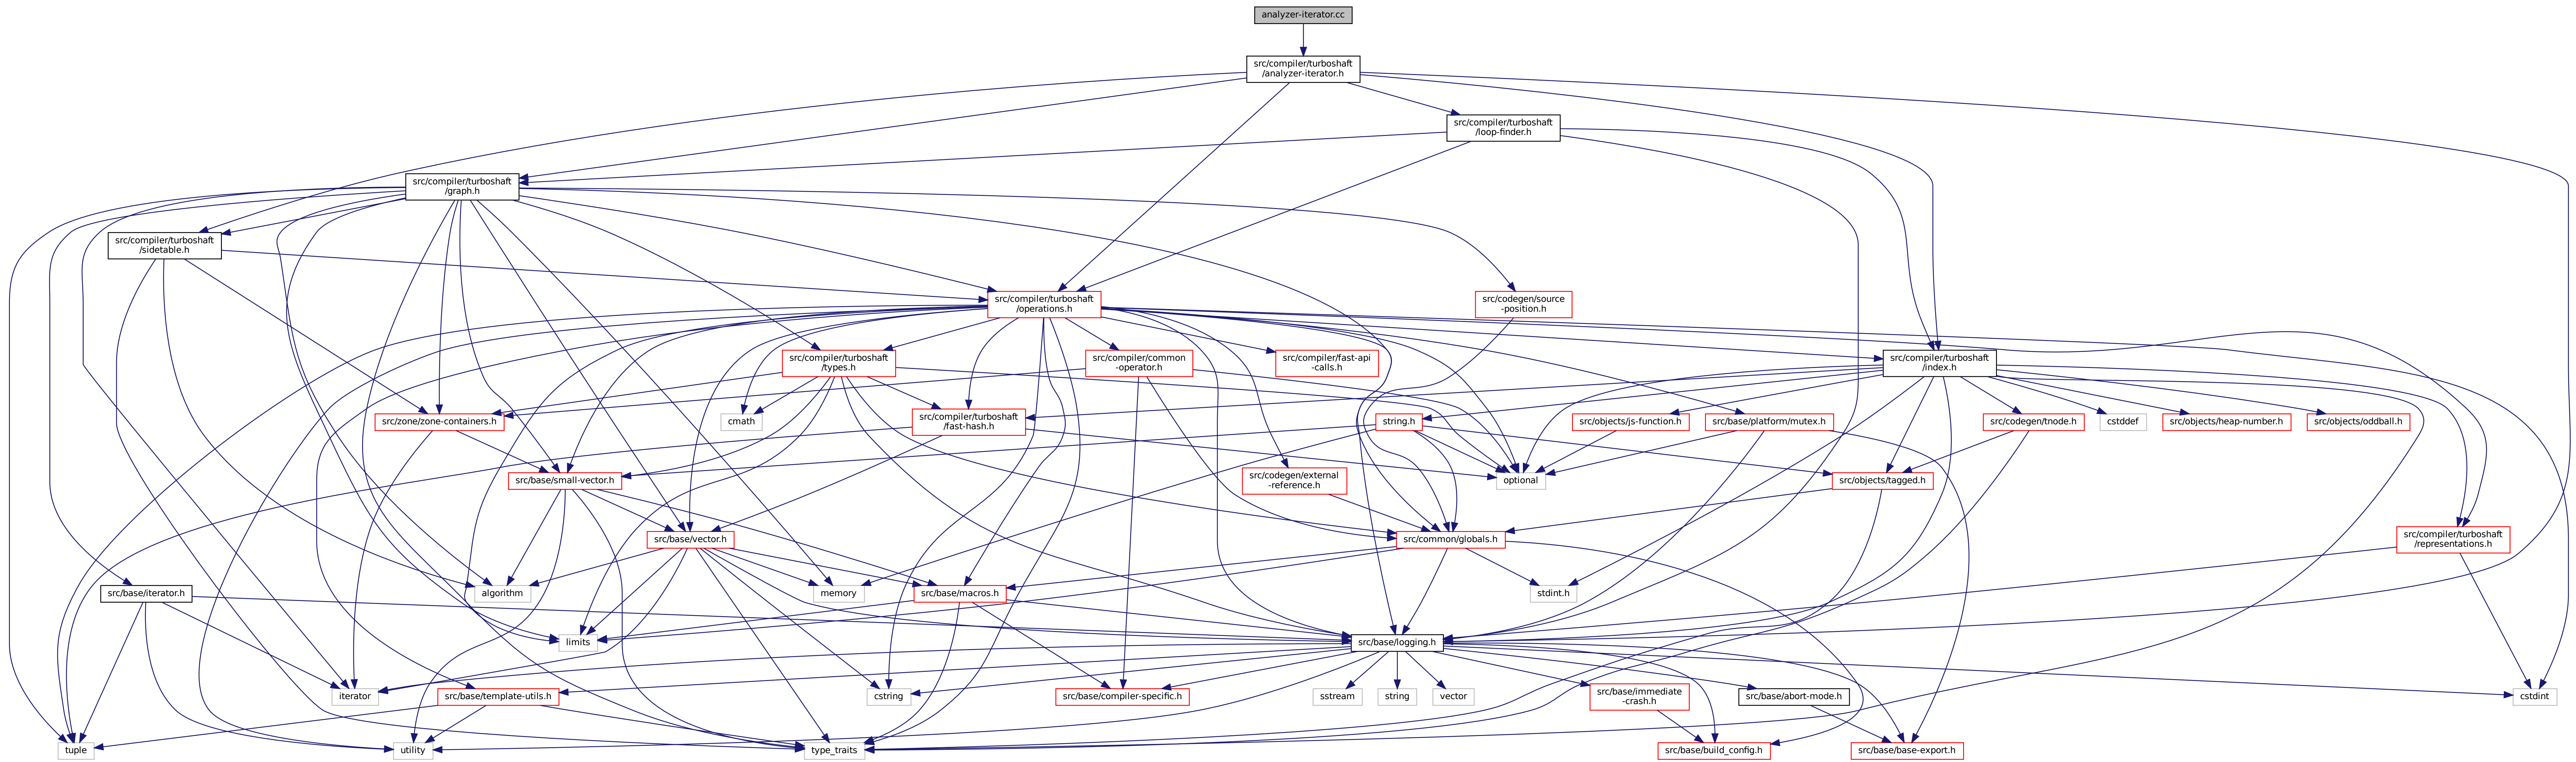 analyzer-iterator.cc
src/compiler/turboshaft
/analyzer-iterator.h
src/compiler/turboshaft
/loop-finder.h
src/compiler/turboshaft
/graph.h
src/compiler/turboshaft
/sidetable.h
src/compiler/turboshaft
/operations.h
src/codegen/source
-position.h
src/compiler/turboshaft
/types.h
src/compiler/common
-operator.h
src/compiler/fast-api
-calls.h
src/compiler/turboshaft
/index.h
src/zone/zone-containers.h
cmath
src/compiler/turboshaft
/fast-hash.h
string.h
src/objects/js-function.h
src/base/platform/mutex.h
src/codegen/tnode.h
cstddef
src/objects/heap-number.h
src/objects/oddball.h
src/base/small-vector.h
src/codegen/external
-reference.h
optional
src/objects/tagged.h
src/base/vector.h
src/common/globals.h
src/compiler/turboshaft
/representations.h
src/base/iterator.h
algorithm
memory
src/base/macros.h
stdint.h
limits
src/base/logging.h
iterator
src/base/template-utils.h
cstring
src/base/compiler-specific.h
sstream
string
vector
src/base/immediate
-crash.h
src/base/abort-mode.h
cstdint
tuple
utility
type_traits
src/base/build_config.h
src/base/base-export.h